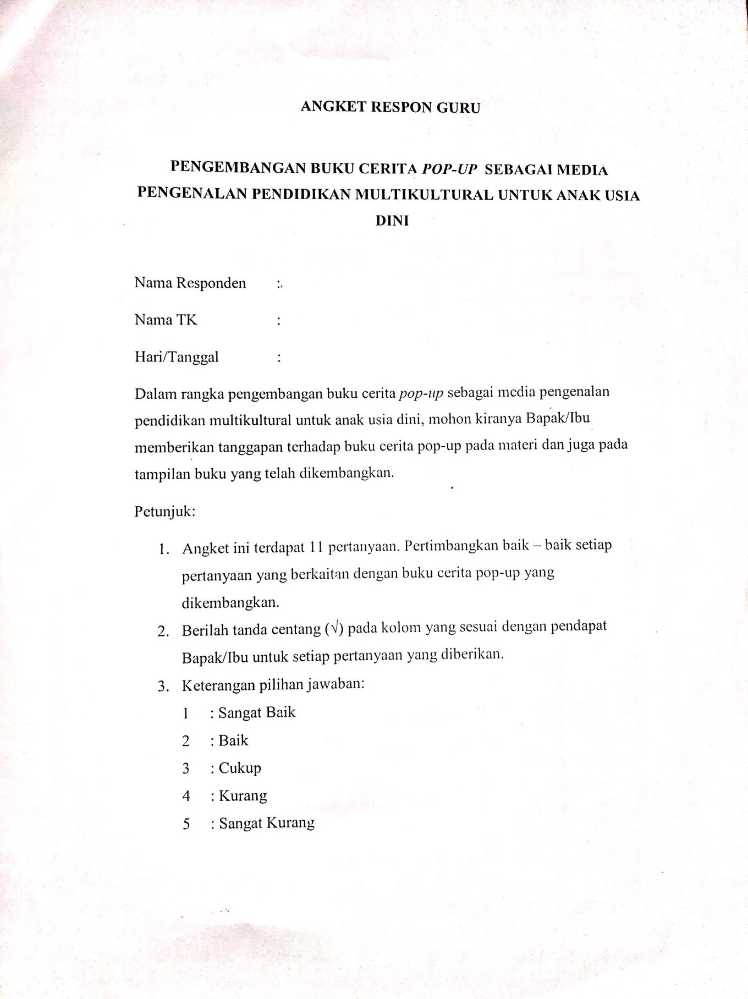 ANGKET RESPON GURU
PENGEMBANGAN BUKU CERITA POP-UP SEBAGAI MEDIA
PENGENALAN PENDIDIKAN MULTIKULTURAL UNTUK ANAK USIA
DINI
Nama Responden :
Nama TK :
Hari/Tanggal :
Dalam rangka pengembangan buku cerita pop-up sebagai media pengenalan
pendidikan multikultural untuk anak usia dini, mohon kiranya Bapak/Ibu
memberikan tanggapan terhadap buku cerita pop-up pada materi dan juga pada
tampilan buku yang telah dikembangkan.
Petunjuk:
1. Angket ini terdapat 11 pertanyaan. Pertimbangkan baik – baik setiap
pertanyaan yang berkaitan dengan buku cerita pop-up yang
dikembangkan.
2. Berilah tanda centang (√) pada kolom yang sesuai dengan pendapat
Bapak/Ibu untuk setiap pertanyaan yang diberikan.
3. Keterangan pilihan jawaban:
1 : Sangat Baik
2 : Baik
3 : Cukup
4 : Kurang
5 : Sangat Kurang